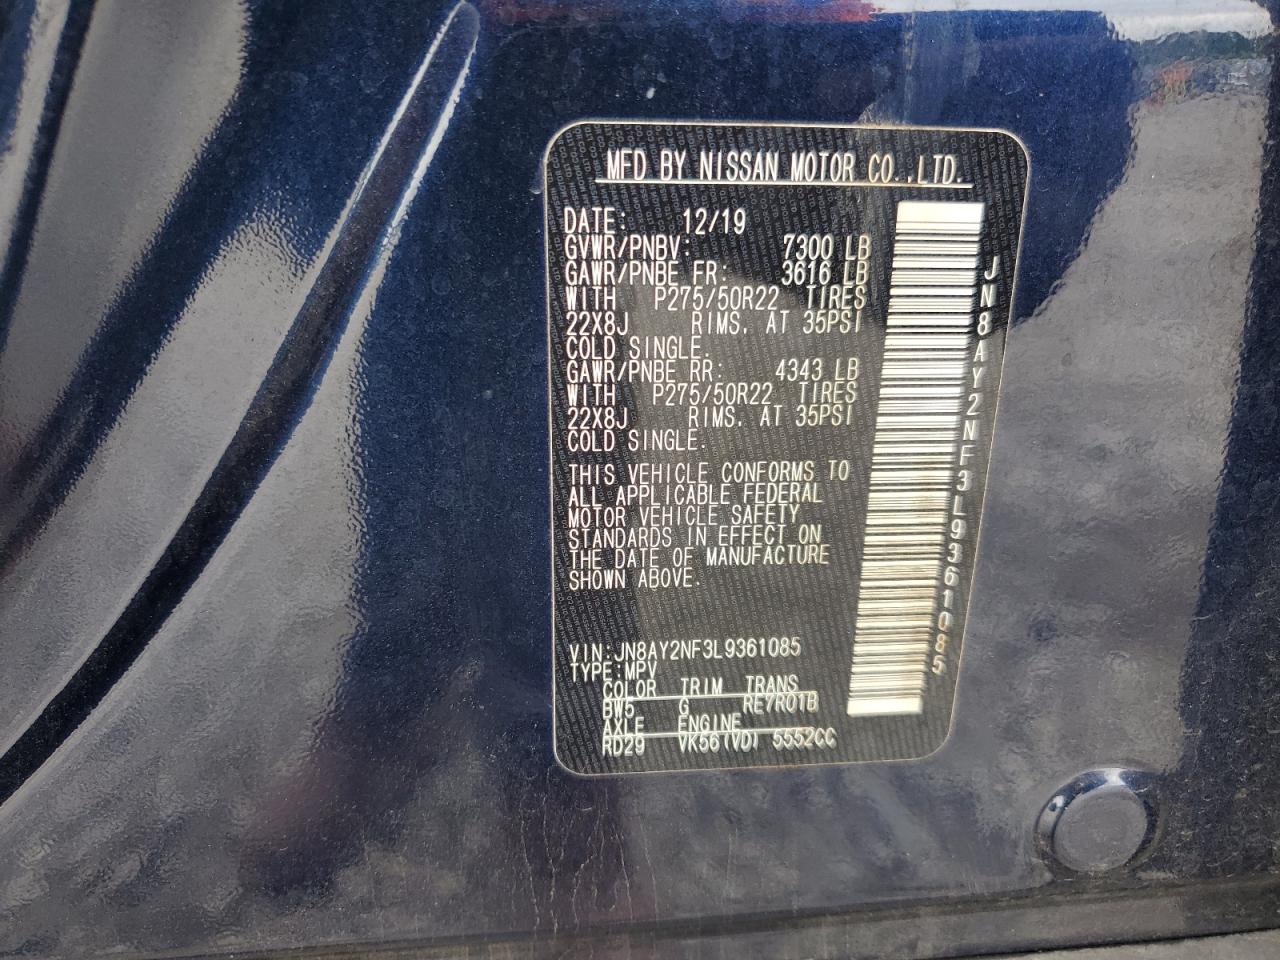 MFD BY NISSAN MOTOR CO.,LTD.
DATE: 12/19
GVWR/PNBV: 7300 LB
GAWR/PNBE FR: 3616 LB
WITH P275/50R22 TIRES
22X8J RIMS. AT 35PSI
COLD SINGLE.
GAWR/PNBE RR: 4343 LB
WITH P275/50R22 TIRES
22X8J RIMS. AT 35PSI
COLD SINGLE.
THIS VEHICLE CONFORMS TO
ALL APPLICABLE FEDERAL
MOTOR VEHICLE SAFETY
STANDARDS IN EFFECT ON
THE DATE OF MANUFACTURE
SHOWN ABOVE.
VIN:JN8AY2NF3L9361085
TYPE:MPV
COLOR TRIM TRANS
BW5 G RE7R01B
AXLE ENGINE
RD29 VK56(VD) 5552CC
JN8AY2NF3L9361085